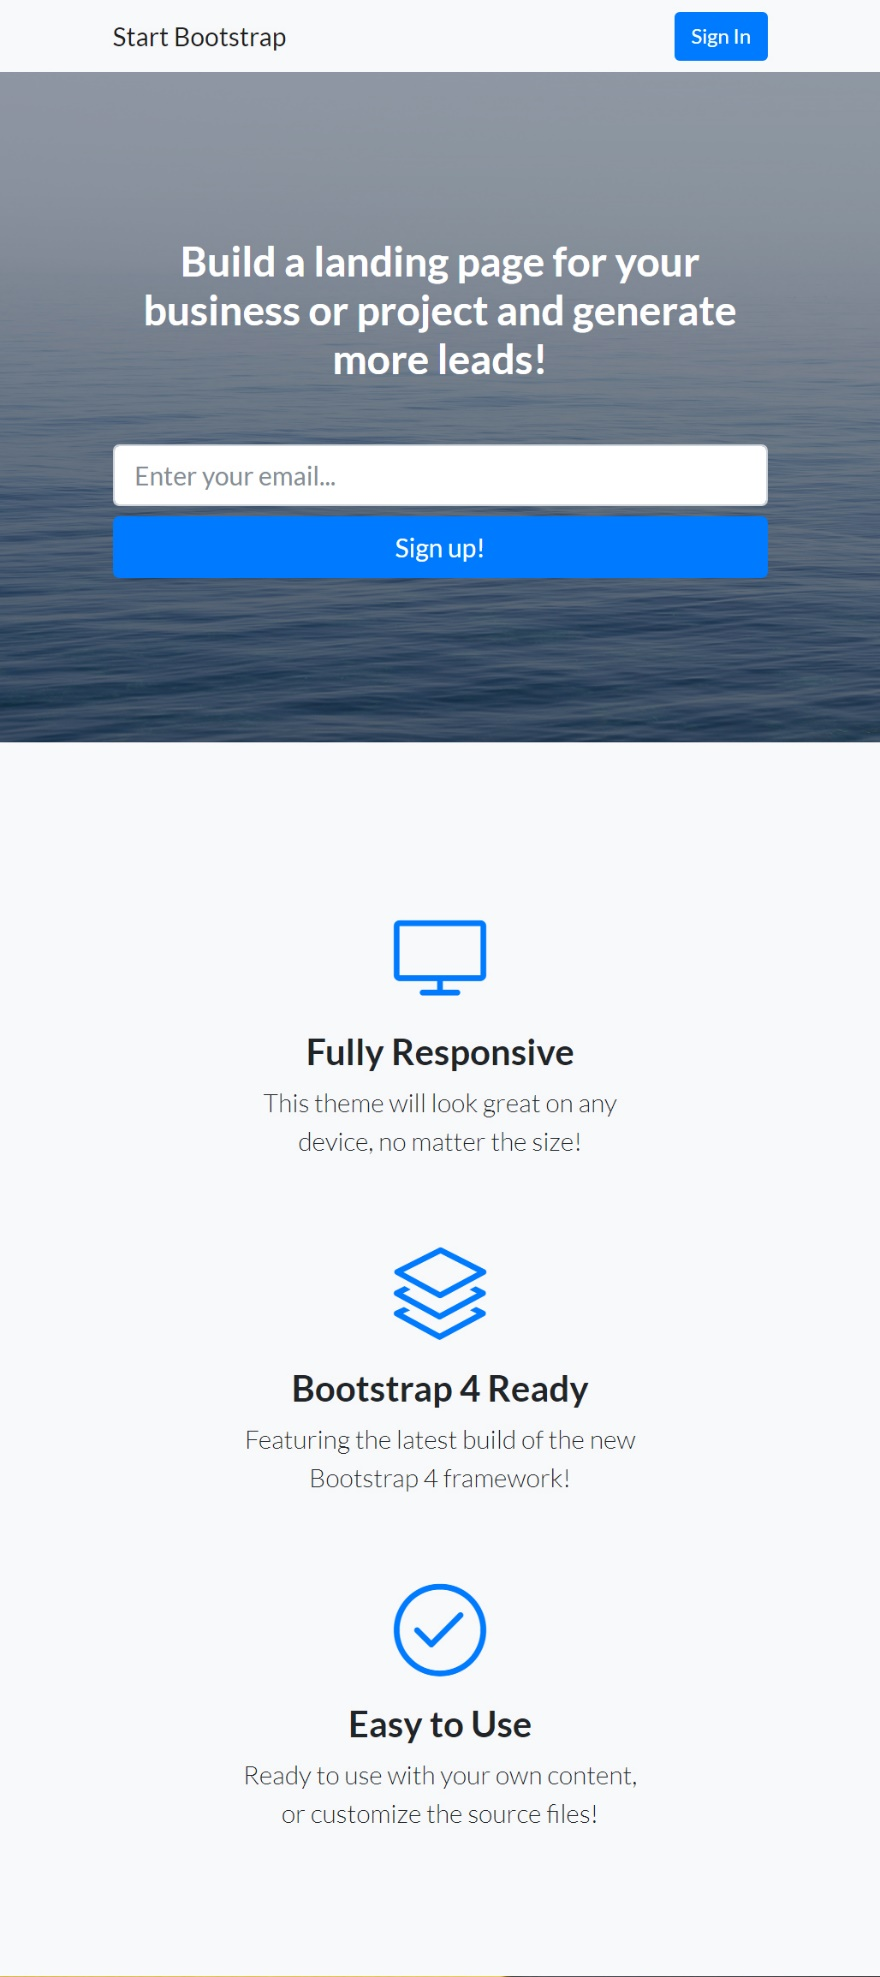 Start Bootstrap
Sign In
Build a landing page for your
business or project and generate
more leads!
Enter your email...
Sign up!
Fully Responsive
This theme will look great on any
device, no matter the size!
Bootstrap 4 Ready
Featuring the latest build of the new
Bootstrap 4 framework!
Easy to Use
Ready to use with your own content,
or customize the source files!